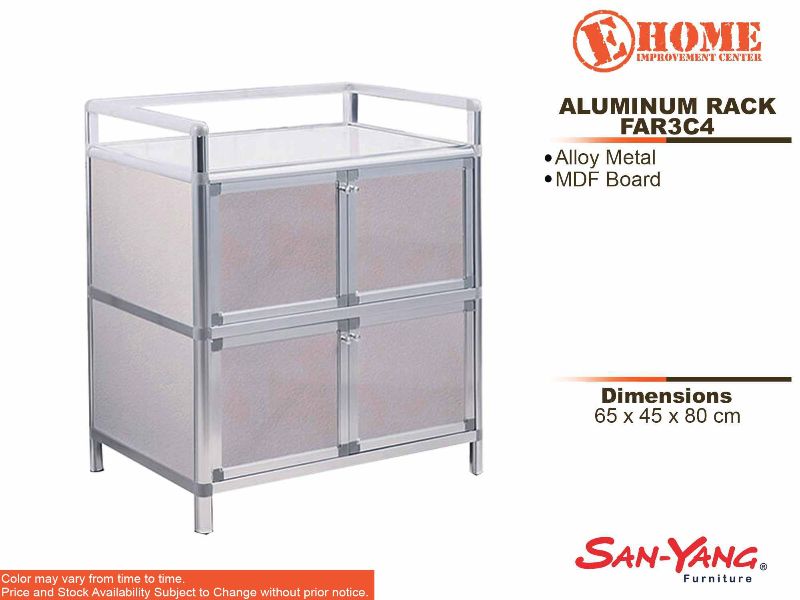 E HOME
IMPROVEMENT CENTER
ALUMINUM RACK
FAR3C4
• Alloy Metal
• MDF Board
Dimensions
65 x 45 x 80 cm
SAN-YANG®
Furniture
Color may vary from time to time.
Price and Stock Availability Subject to Change without prior notice.